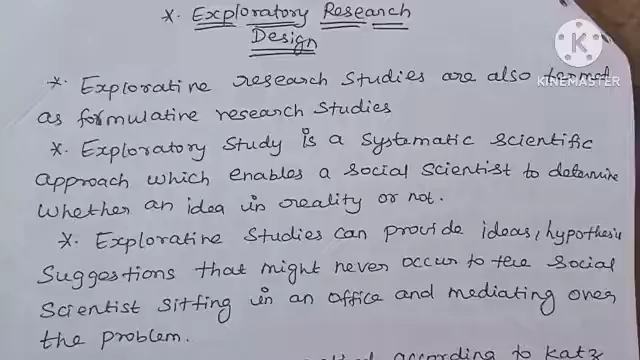 *. Exploratory Research
Design
*. Explorative research studies are also termed
as formulative research studies
*. Exploratory Study is a systematic scientific
approach which enables a social scientist to determine
whether an idea in reality or not.
*. Explorative Studies can provide ideas, hypothesis
suggestions that might never occur to the social
Scientist sitting in an office and mediating over
the problem.
according to Katz
K
KINEMASTER